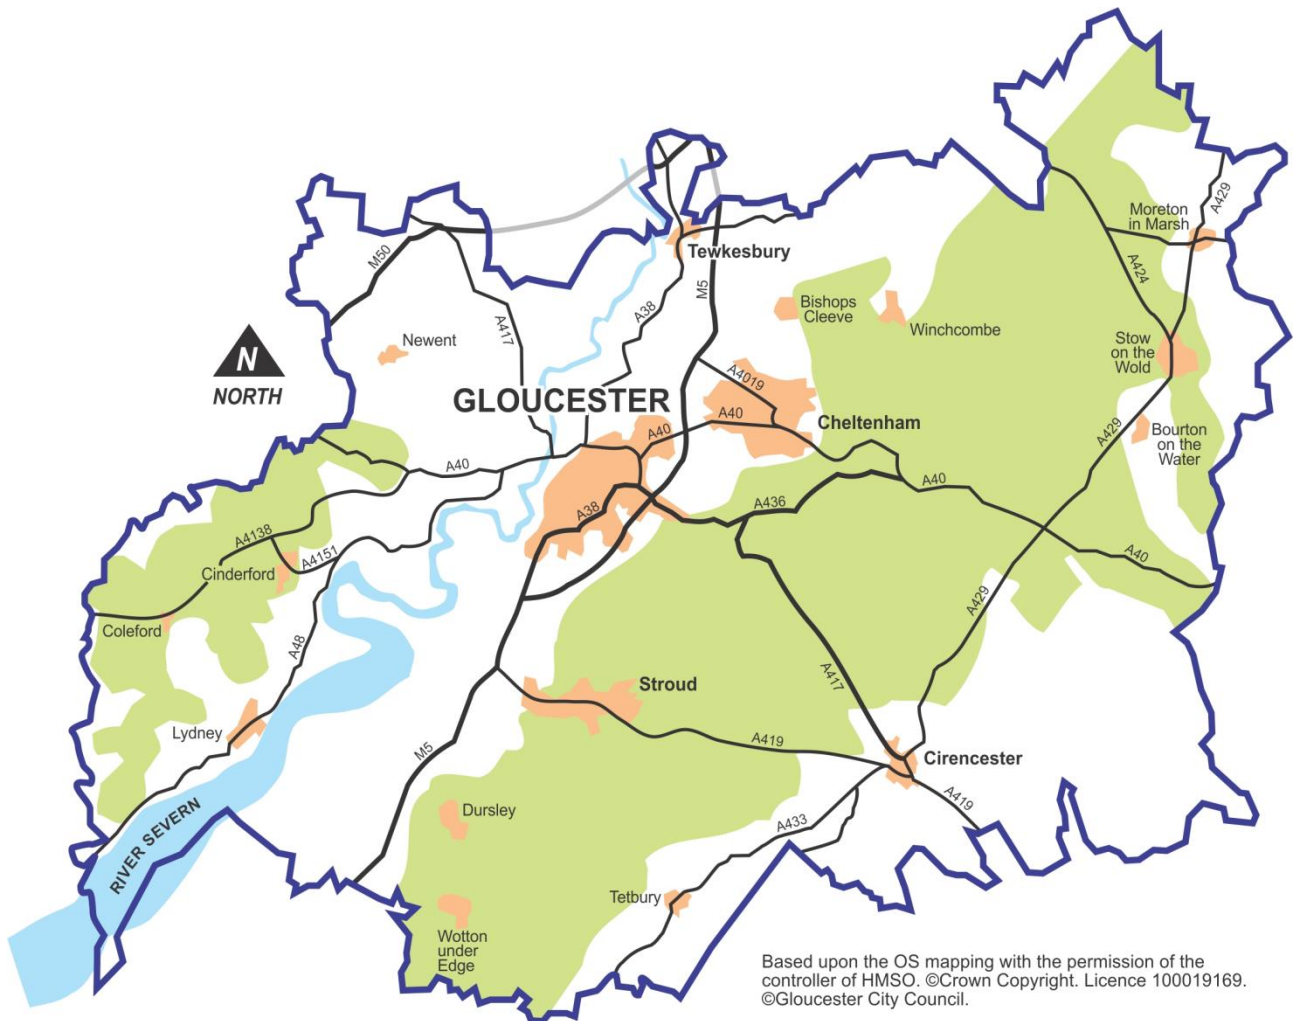 A429
Moreton
in Marsh
M50
Tewkesbury
A424
M5
Bishops
Cleeve
A38
Winchcombe
A417
Newent
Stow
on the
Wold
N
NORTH
A4019
GLOUCESTER
A40
Cheltenham
A40
A429
Bourton
on the
Water
A40
A40
A436
A38
A4138
A4151
A40
Cinderford
A429
Coleford
A48
A417
Stroud
Lydney
A419
M5
Cirencester
A419
RIVER SEVERN
Dursley
A433
Tetbury
Wotton
under
Edge
Based upon the OS mapping with the permission of the
controller of HMSO. ©Crown Copyright. Licence 100019169.
©Gloucester City Council.